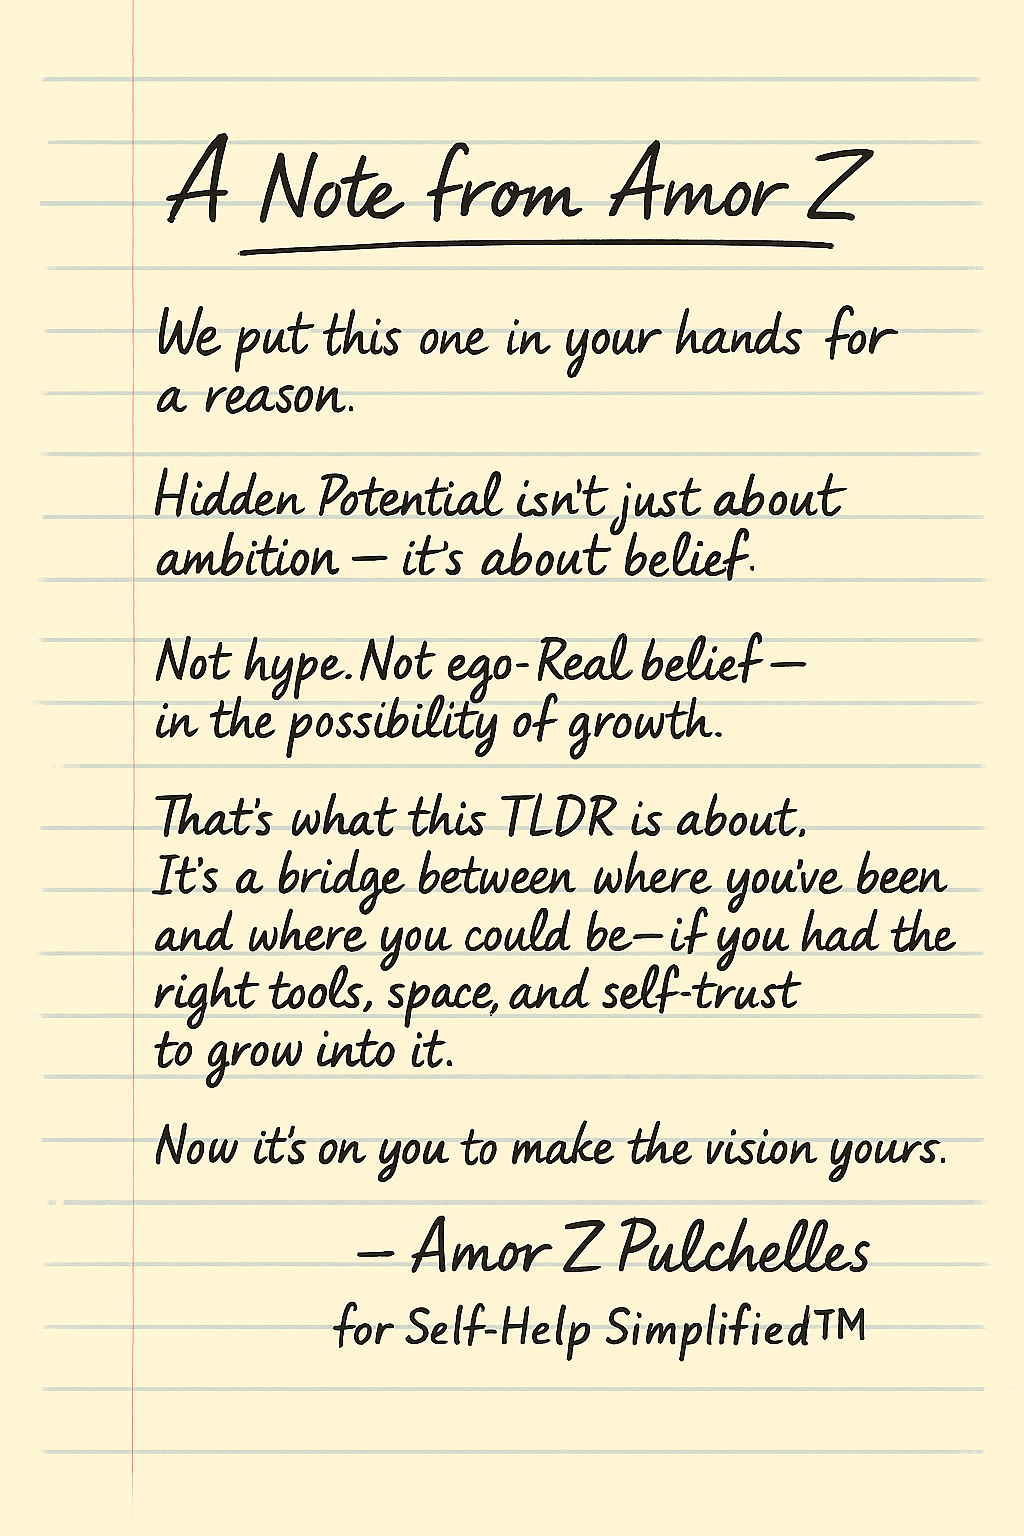 A Note from Amor Z
We put this one in your hands for
a reason.
Hidden Potential isn't just about
ambition — it's about belief.
Not hype. Not ego- Real belief —
in the possibility of growth.
That's what this TLDR is about.
It's a bridge between where you've been
and where you could be—if you had the
right tools, space, and self-trust
to grow into it.
Now it's on you to make the vision yours.
— Amor Z Pulchelles
for Self-Help Simplified™